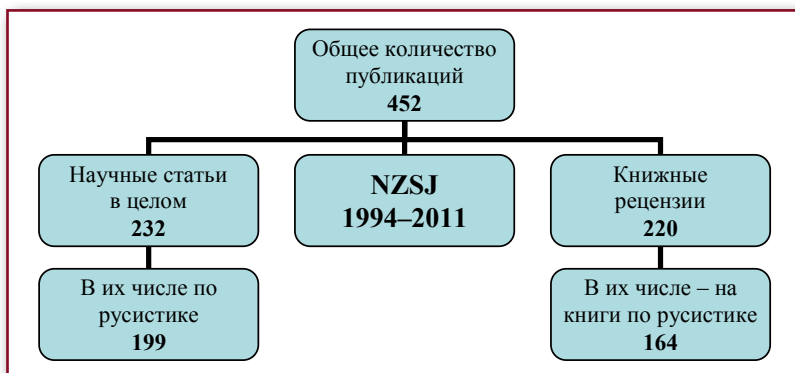 Общее количество
публикаций
452
Научные статьи
в целом
232
NZSJ
1994–2011
Книжные
рецензии
220
В их числе по
русистике
199
В их числе – на
книги по русистике
164